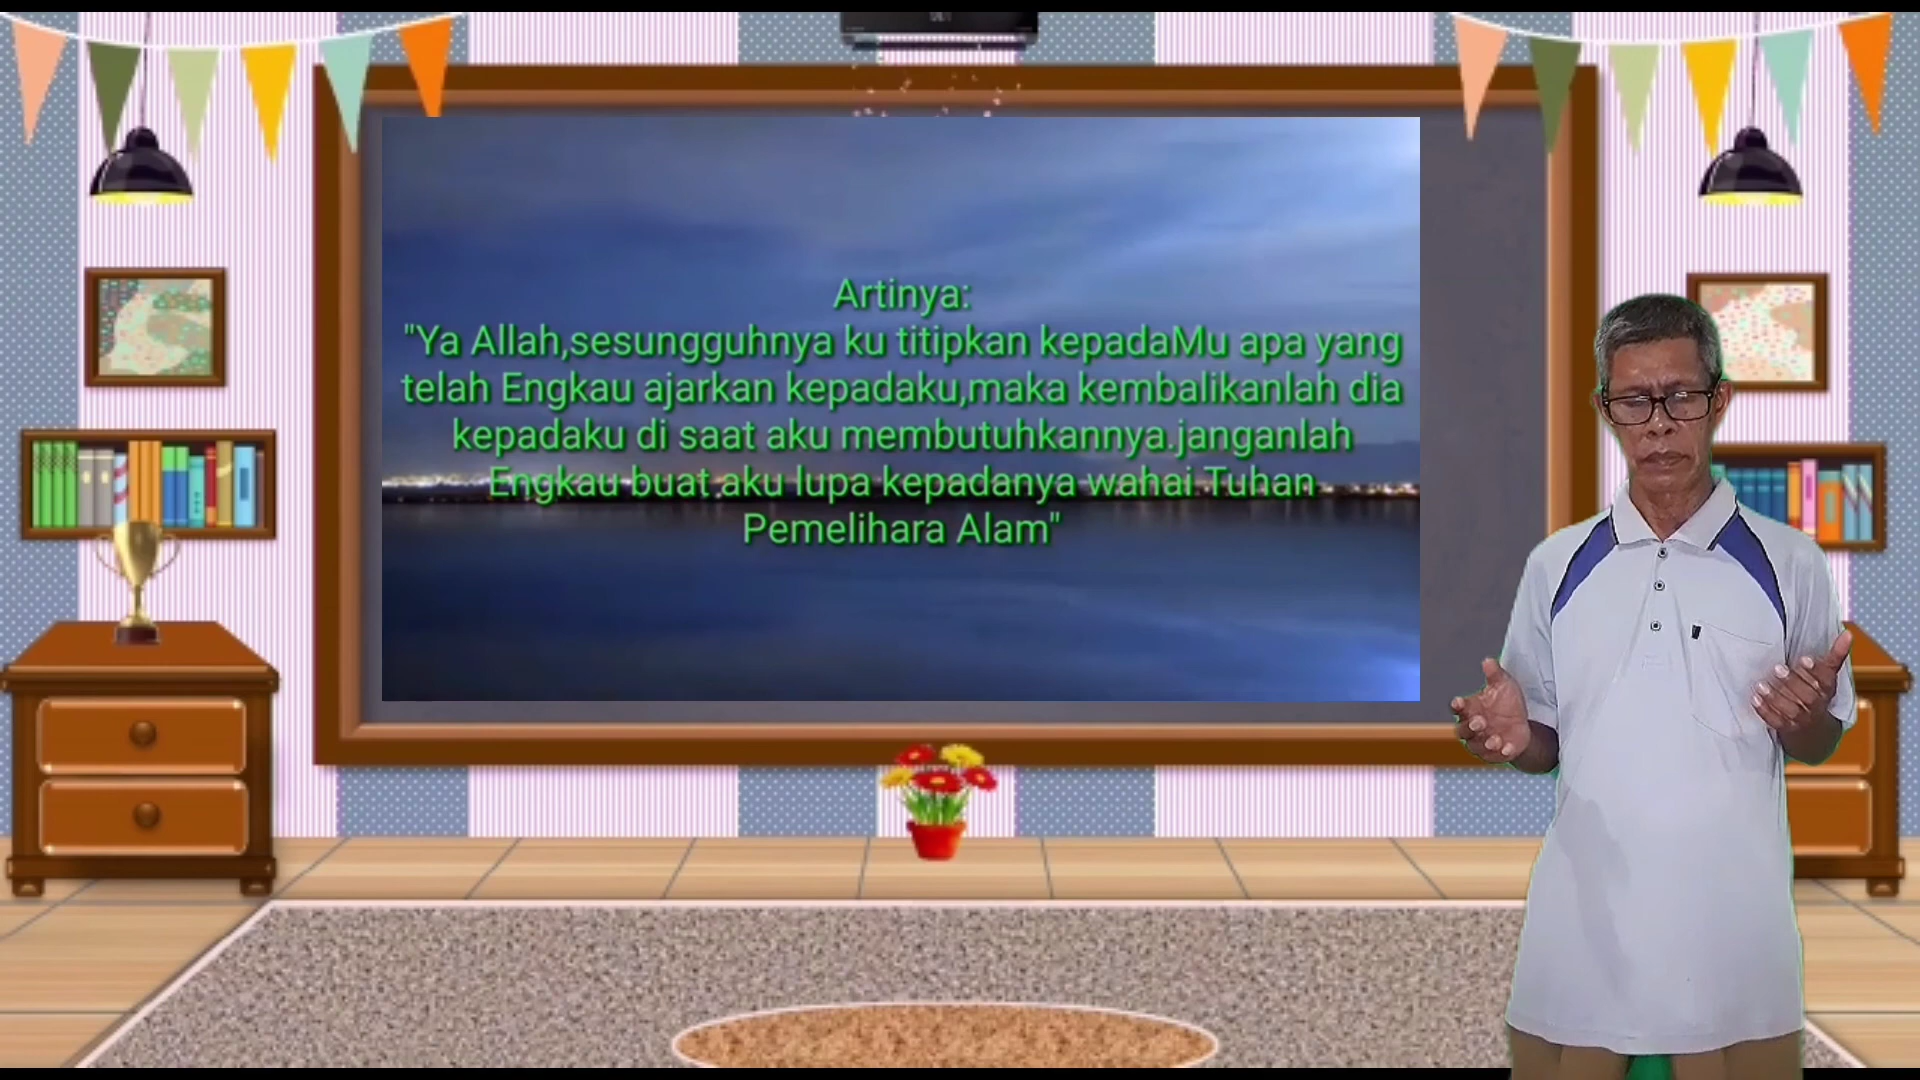 Artinya:
"Ya Allah,sesungguhnya ku titipkan kepadaMu apa yang
telah Engkau ajarkan kepadaku,maka kembalikanlah dia
kepadaku di saat aku membutuhkannya.janganlah
Engkau buat aku lupa kepadanya wahai Tuhan
Pemelihara Alam"